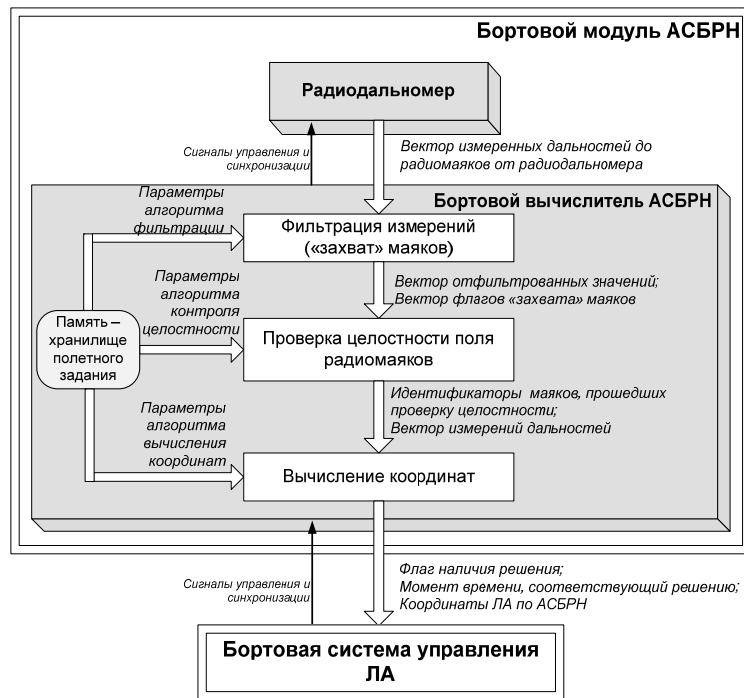 Бортовой модуль АСБРН
Радиодальномер
Сигналы управления и
синхронизации
Вектор измеренных дальностей до
радиомаяков от радиодальномера
Бортовой вычислитель АСБРН
Параметры
алгоритма
фильтрации
Фильтрация измерений
(«захват» маяков)
Вектор отфильтрованных значений;
Вектор флагов «захвата» маяков
Параметры
алгоритма
контроля
целостности
Память –
хранилище
полетного
задания
Проверка целостности поля
радиомаяков
Идентификаторы маяков, прошедших
проверку целостности;
Вектор измерений дальностей
Параметры
алгоритма
вычисления
координат
Вычисление координат
Сигналы управления и
синхронизации
Флаг наличия решения;
Момент времени, соответствующий решению;
Координаты ЛА по АСБРН
Бортовая система управления
ЛА